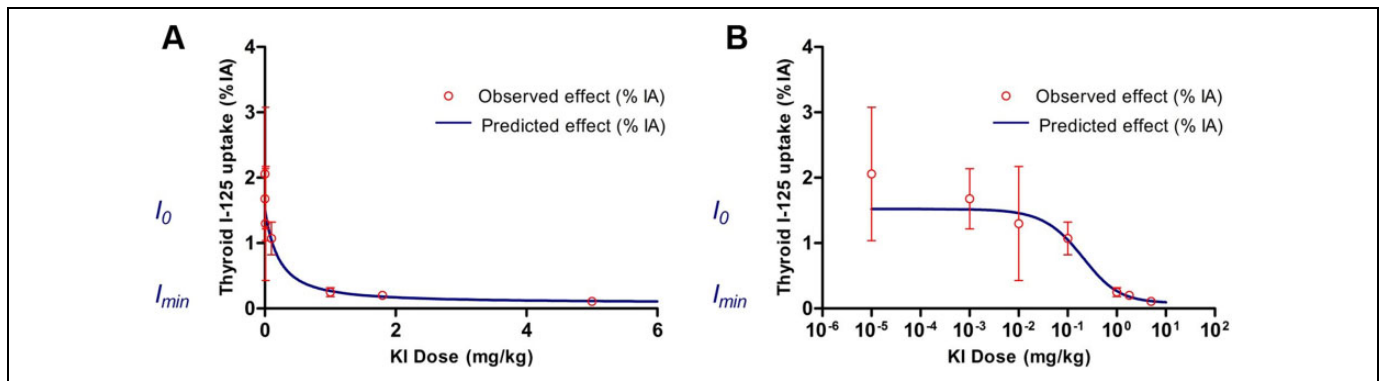 A
Thyroid I-125 uptake (%IA)
4
3
2
1
0
I0
Imin
Observed effect (% IA)
Predicted effect (% IA)
0 2 4 6
KI Dose (mg/kg)
B
Thyroid I-125 uptake (%IA)
4
3
2
1
0
I0
Imin
Observed effect (% IA)
Predicted effect (% IA)
10-6 10-5 10-4 10-3 10-2 10-1 100 101 102
KI Dose (mg/kg)